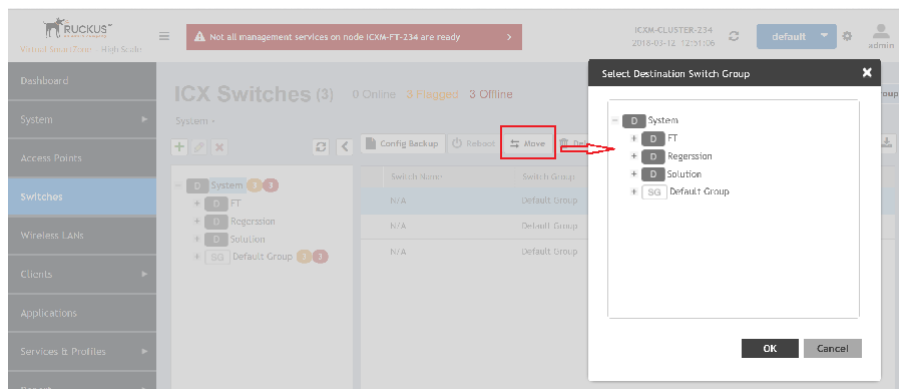 RUCKUS
Virtual SmartZone - High Scale
Not all management services on node ICXM-FT-234 are ready
ICXM-CLUSTER-234
2018-03-12 12:51:06
default
admin
Dashboard
System
Access Points
Switches
Wireless LANs
Clients
Applications
Services & Profiles
ICX Switches (3)
0 Online 3 Flagged 3 Offline
System
Config Backup
Reboot
Move
Switch Name
Switch Group
N/A
Default Group
N/A
Default Group
N/A
Default Group
D System
D FT
D Regerssion
D Solution
SG Default Group
Select Destination Switch Group
D System
D FT
D Regerssion
D Solution
SG Default Group
OK
Cancel